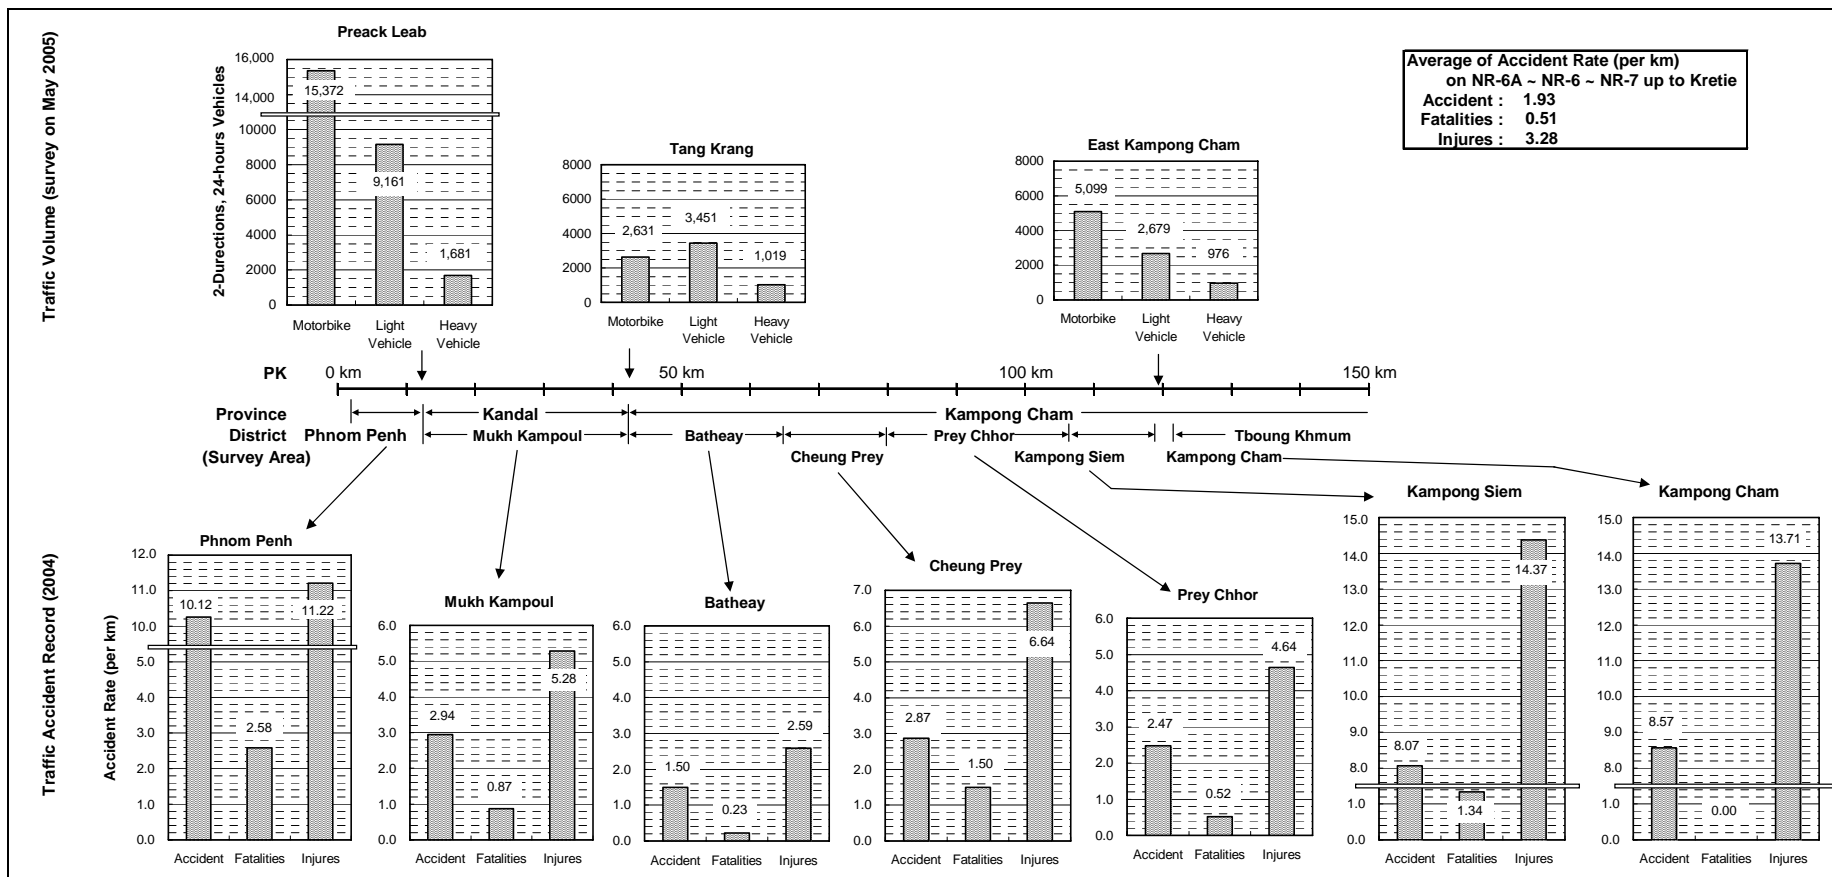 Traffic Volume (survey on May 2005)
Preack Leab
2-Durections, 24-hours Vehicles
16,000
14,000
10000
8000
6000
4000
2000
0
15,372
9,161
1,681
Motorbike
Light
Vehicle
Heavy
Vehicle
Tang Krang
8000
6000
4000
2000
0
2,631
3,451
1,019
Motorbike
Light
Vehicle
Heavy
Vehicle
East Kampong Cham
8000
6000
4000
2000
0
5,099
2,679
976
Motorbike
Light
Vehicle
Heavy
Vehicle
Average of Accident Rate (per km)
on NR-6A ~ NR-6 ~ NR-7 up to Kretie
Accident : 1.93
Fatalities : 0.51
Injures : 3.28
PK 0 km 50 km 100 km 150 km
Province Kandal Kampong Cham
District Phnom Penh Mukh Kampoul Batheay Prey Chhor Tboung Khmum
(Survey Area) Cheung Prey Kampong Siem Kampong Cham
Traffic Accident Record (2004)
Accident Rate (per km)
Phnom Penh
12.0
11.0
10.0
5.0
4.0
3.0
2.0
1.0
0.0
10.12
2.58
11.22
Accident Fatalities Injures
Mukh Kampoul
6.0
5.0
4.0
3.0
2.0
1.0
0.0
2.94
0.87
5.28
Accident Fatalities Injures
Batheay
6.0
5.0
4.0
3.0
2.0
1.0
0.0
1.50
0.23
2.59
Accident Fatalities Injures
Cheung Prey
7.0
6.0
5.0
4.0
3.0
2.0
1.0
0.0
2.87
1.50
6.64
Accident Fatalities Injures
Prey Chhor
6.0
5.0
4.0
3.0
2.0
1.0
0.0
2.47
0.52
4.64
Accident Fatalities Injures
Kampong Siem
15.0
14.0
13.0
12.0
11.0
10.0
9.0
8.0
1.0
0.0
8.07
1.34
14.37
Accident Fatalities Injures
Kampong Cham
15.0
14.0
13.0
12.0
11.0
10.0
9.0
8.0
1.0
0.0
8.57
0.00
13.71
Accident Fatalities Injures